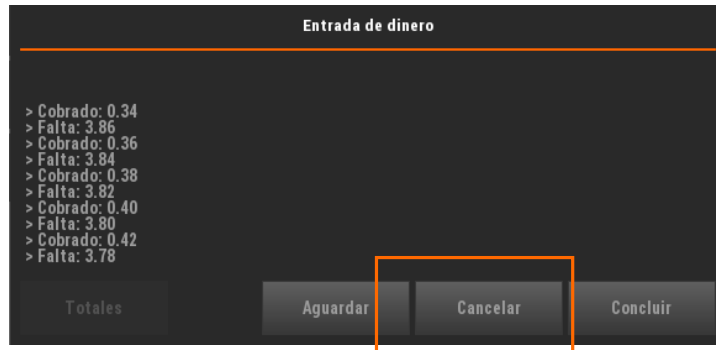 Entrada de dinero
> Cobrado: 0.34
> Falta: 3.86
> Cobrado: 0.36
> Falta: 3.84
> Cobrado: 0.38
> Falta: 3.82
> Cobrado: 0.40
> Falta: 3.80
> Cobrado: 0.42
> Falta: 3.78
Totales Aguardar Cancelar Concluir